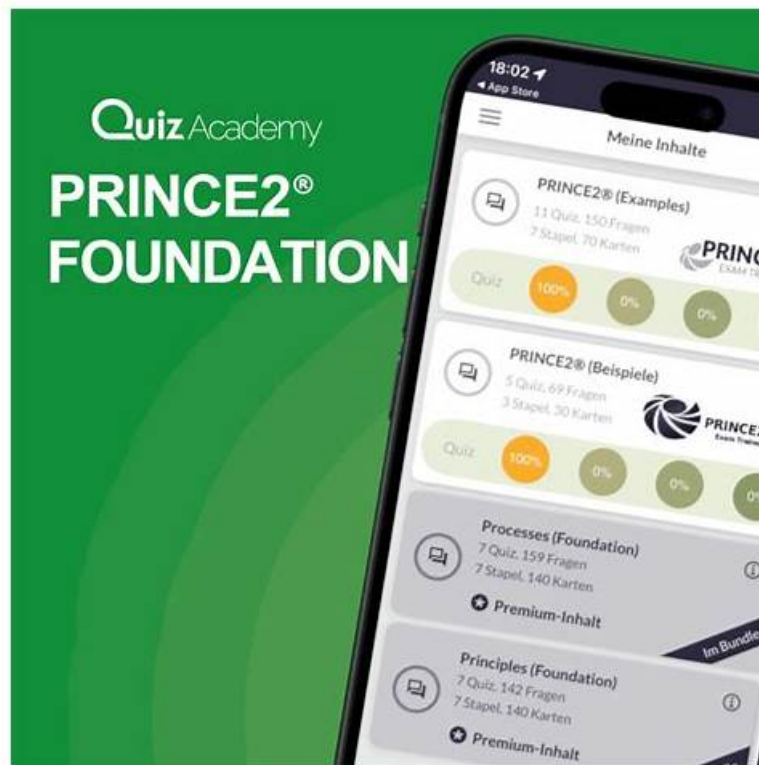 Quiz Academy
PRINCE2®
FOUNDATION
18:02
App Store
Meine Inhalte
PRINCE2® (Examples)
11 Quiz, 150 Fragen
7 Stapel, 70 Karten
Quiz
100%
0%
0%
PRINCE2® (Beispiele)
5 Quiz, 69 Fragen
3 Stapel, 30 Karten
Exam
Quiz
100%
0%
0%
Processes (Foundation)
7 Quiz, 159 Fragen
7 Stapel, 140 Karten
Premium-Inhalt
Im Bundle
Principles (Foundation)
7 Quiz, 142 Fragen
7 Stapel, 140 Karten
Premium-Inhalt